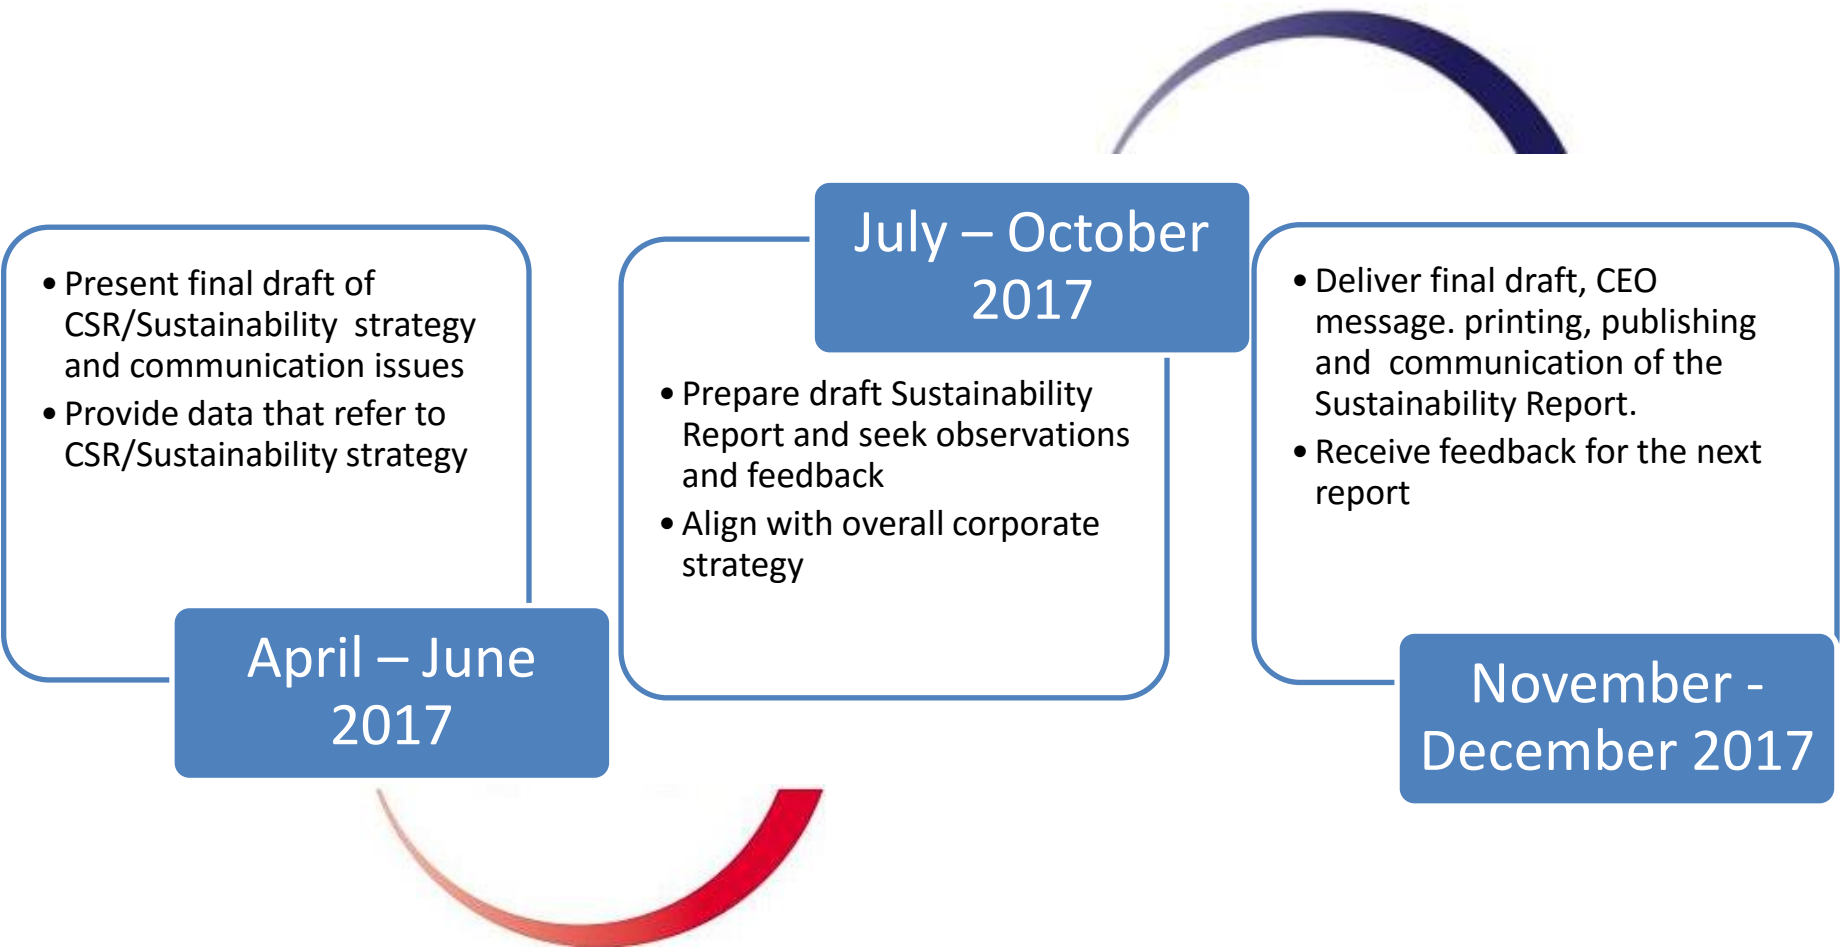 • Present final draft of
CSR/Sustainability  strategy
and communication issues
• Provide data that refer to
CSR/Sustainability strategy
April – June
2017
July – October
2017
• Prepare draft Sustainability
Report and seek observations
and feedback
• Align with overall corporate
strategy
• Deliver final draft, CEO
message. printing, publishing
and  communication of the
Sustainability Report.
• Receive feedback for the next
report
November -
December 2017